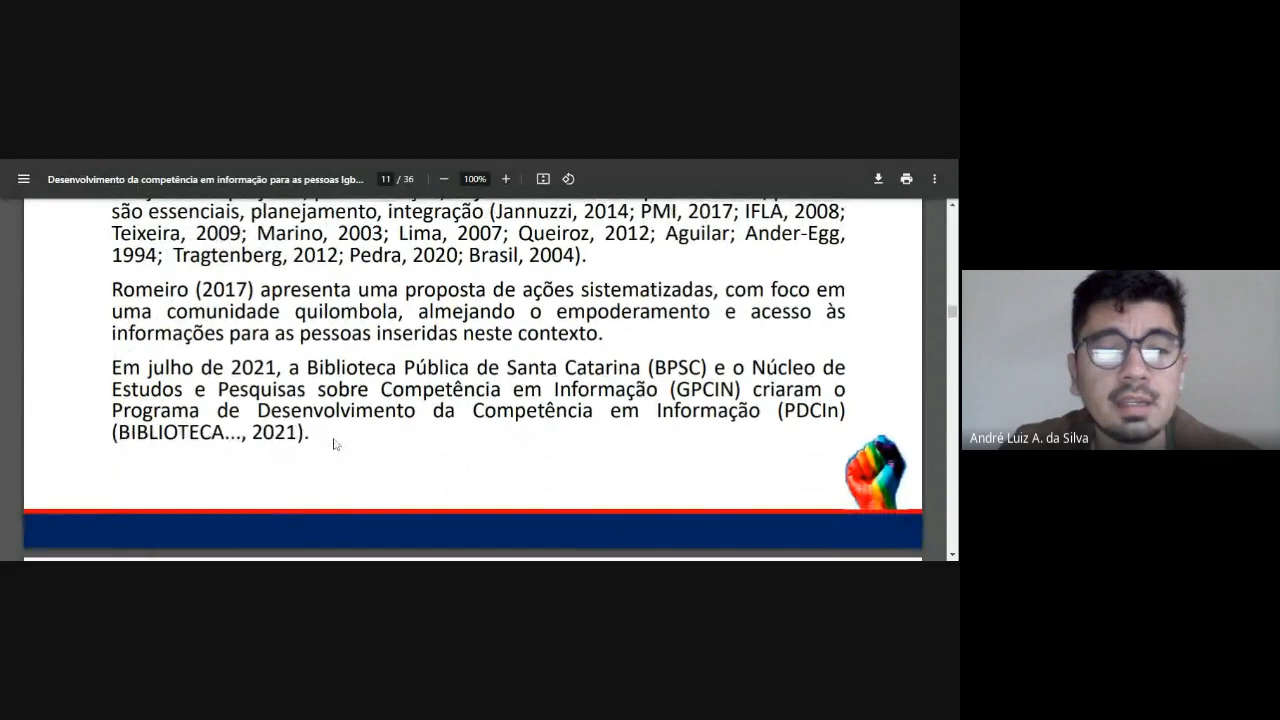 Desenvolvimento da competência em informação para as pessoas lgb...
11 / 36
100%
são essenciais, planejamento, integração (Jannuzzi, 2014; PMI, 2017; IFLA, 2008;
Teixeira, 2009; Marino, 2003; Lima, 2007; Queiroz, 2012; Aguilar; Ander-Egg,
1994; Tragtenberg, 2012; Pedra, 2020; Brasil, 2004).
Romeiro (2017) apresenta uma proposta de ações sistematizadas, com foco em
uma comunidade quilombola, almejando o empoderamento e acesso às
informações para as pessoas inseridas neste contexto.
Em julho de 2021, a Biblioteca Pública de Santa Catarina (BPSC) e o Núcleo de
Estudos e Pesquisas sobre Competência em Informação (GPCIN) criaram o
Programa de Desenvolvimento da Competência em Informação (PDCIn)
(BIBLIOTECA..., 2021).
André Luiz A. da Silva